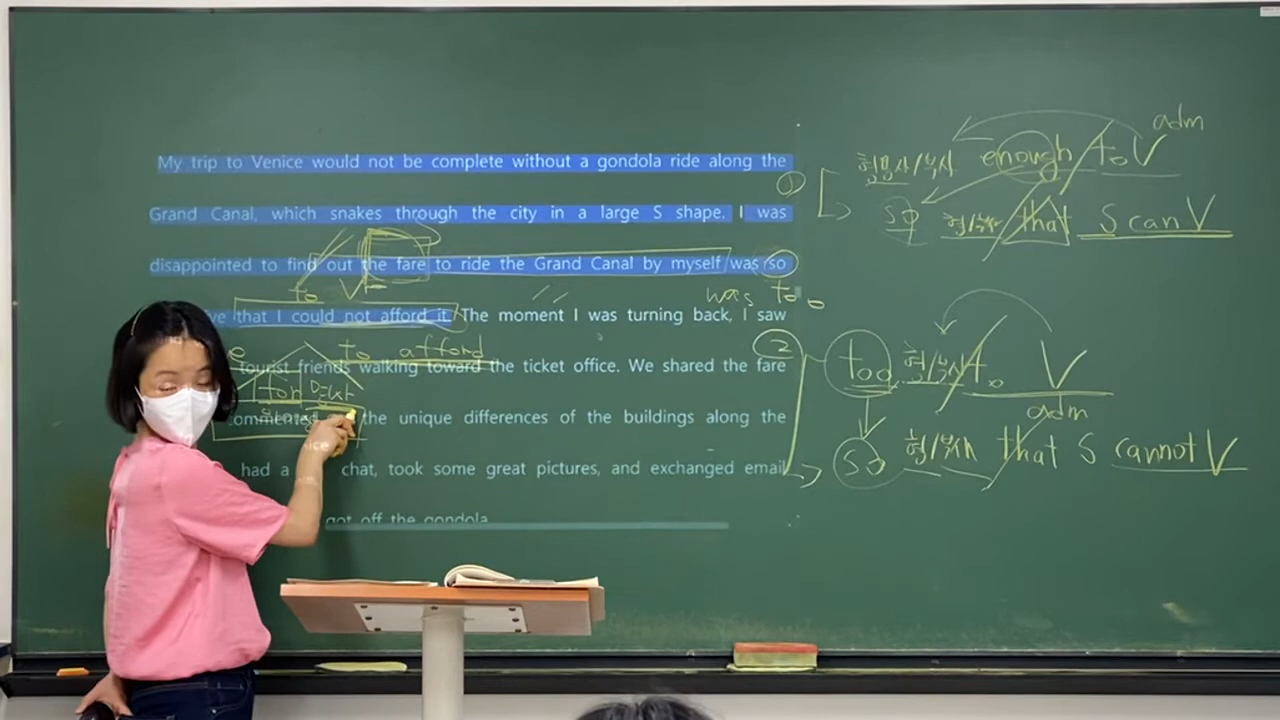 My trip to Venice would not be complete without a gondola ride along the
Grand Canal, which snakes through the city in a large S shape. I was
disappointed to find out the fare to ride the Grand Canal by myself was so
that I could not afford it. The moment I was turning back, I saw
tourist friends walking toward the ticket office. We shared the fare
the unique differences of the buildings along the
had a chat, took some great pictures, and exchanged email
got off the gondola
to V
was too
to afford
① 형용사/부사 enough to V adm
so 형/부사 that S can V
② too 형/부사 to V
adm
so 형/부사 that S cannot V